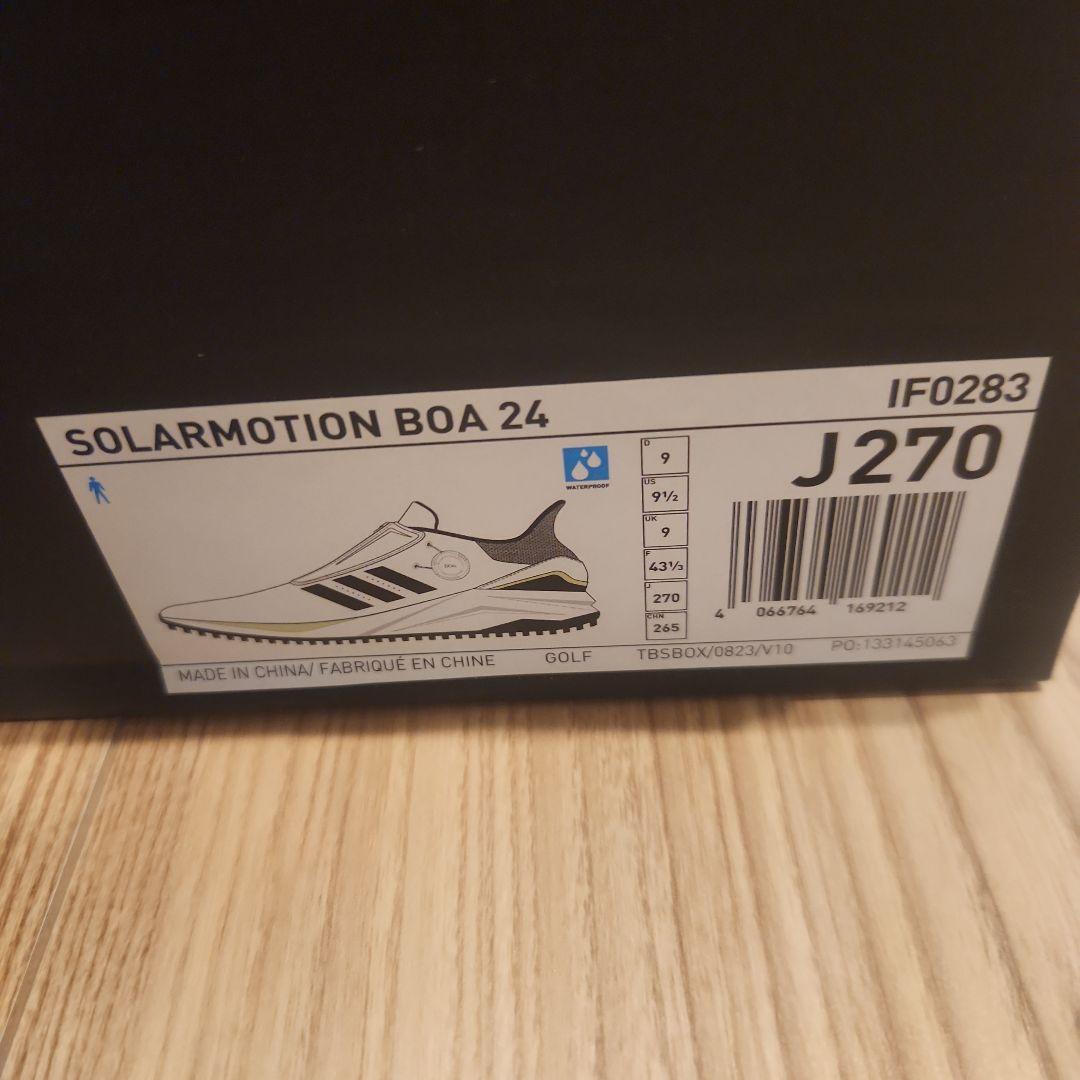 SOLARMOTION BOA 24
IF0283
WATERPROOF
D
9
US
9½
UK
9
F
43⅓
J
270
CHN
265
J270
4 066764 169212
MADE IN CHINA/ FABRIQUÉ EN CHINE
GOLF
TBSBOX/0823/V10
PO:133145063